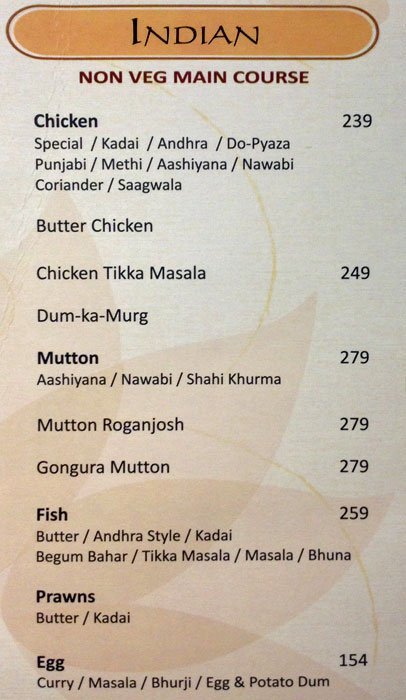 INDIAN
NON VEG MAIN COURSE
Chicken 239
Special / Kadai / Andhra / Do-Pyaza
Punjabi / Methi / Aashiyana / Nawabi
Coriander / Saagwala
Butter Chicken
Chicken Tikka Masala 249
Dum-ka-Murg
Mutton 279
Aashiyana / Nawabi / Shahi Khurma
Mutton Roganjosh 279
Gongura Mutton 279
Fish 259
Butter / Andhra Style / Kadai
Begum Bahar / Tikka Masala / Masala / Bhuna
Prawns
Butter / Kadai
Egg 154
Curry / Masala / Bhurji / Egg & Potato Dum